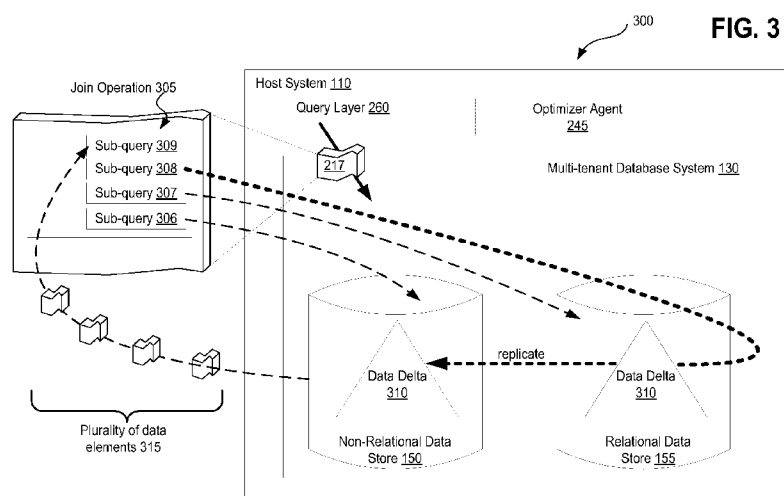 300
FIG. 3
Host System 110
Join Operation 305
Query Layer 260
Optimizer Agent
245
Sub-query 309
Sub-query 308
Sub-query 307
Sub-query 306
217
Multi-tenant Database System 130
replicate
Data Delta
310
Data Delta
310
Plurality of data
elements 315
Non-Relational Data
Store 150
Relational Data
Store 155